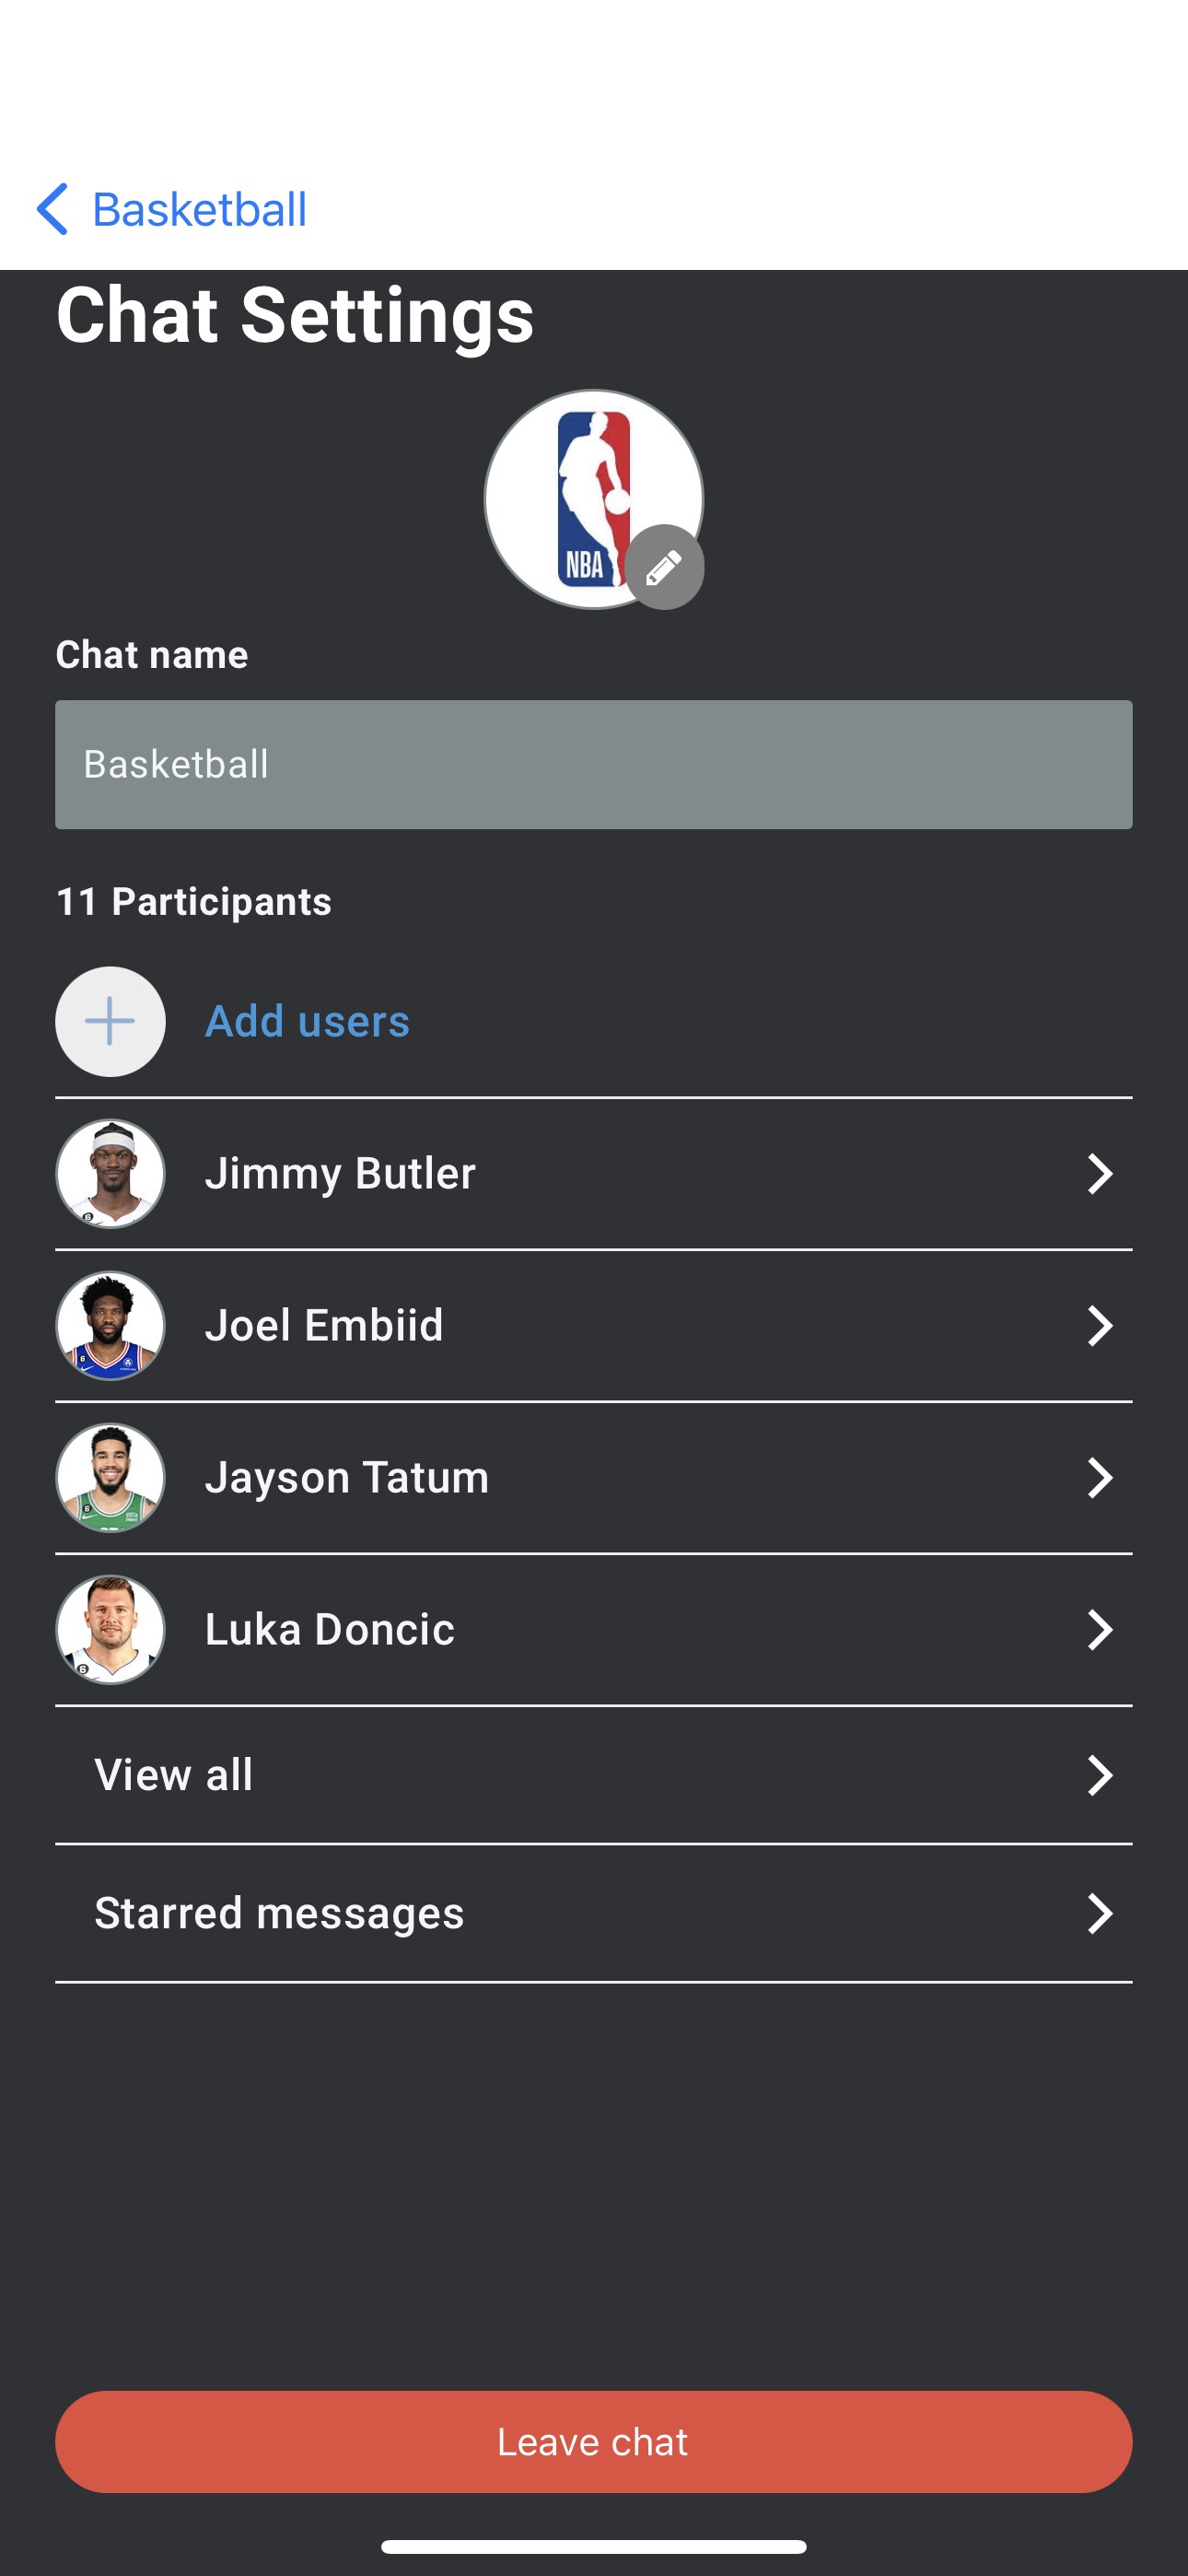 Basketball
Chat Settings
NBA
Chat name
Basketball
11 Participants
Add users
Jimmy Butler
Joel Embiid
Jayson Tatum
Luka Doncic
View all
Starred messages
Leave chat